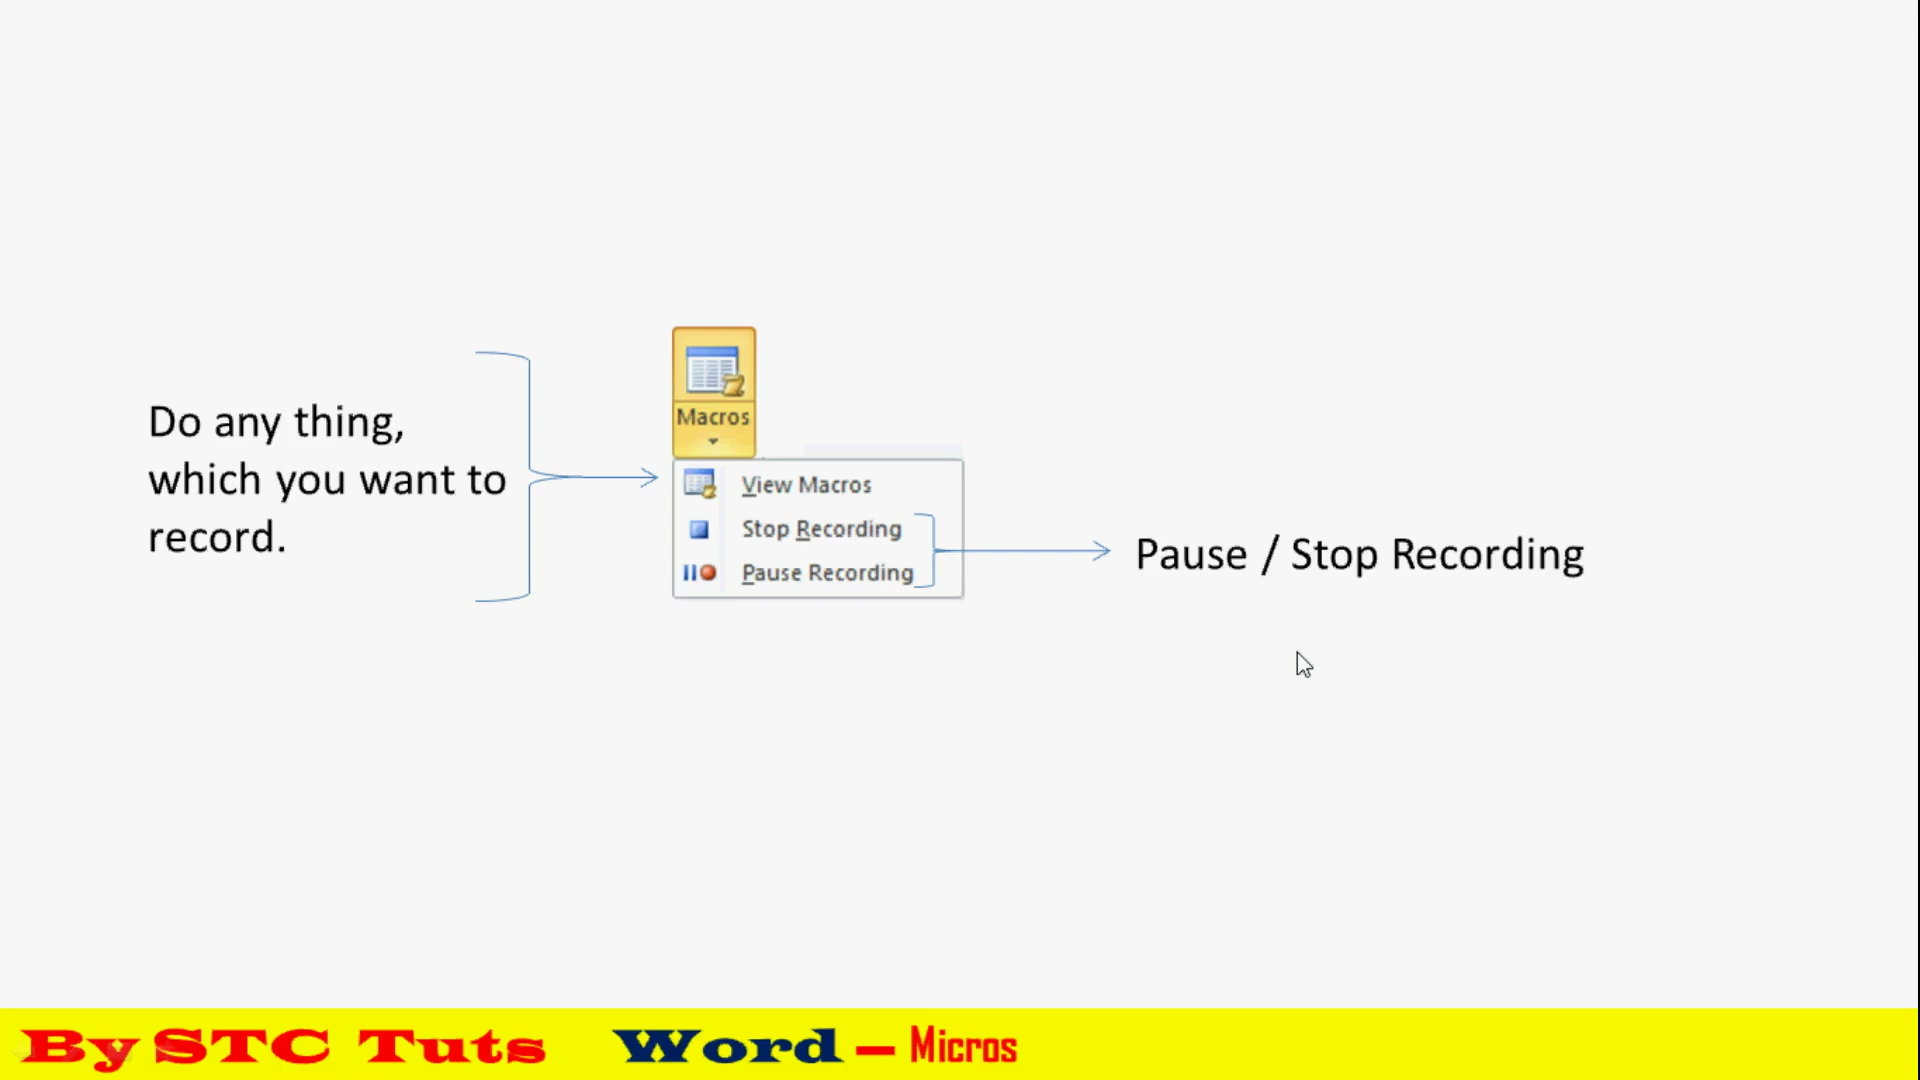 Do any thing,
which you want to
record.
Macros
View Macros
Stop Recording
Pause Recording
Pause / Stop Recording
By STC Tuts Word – Micros